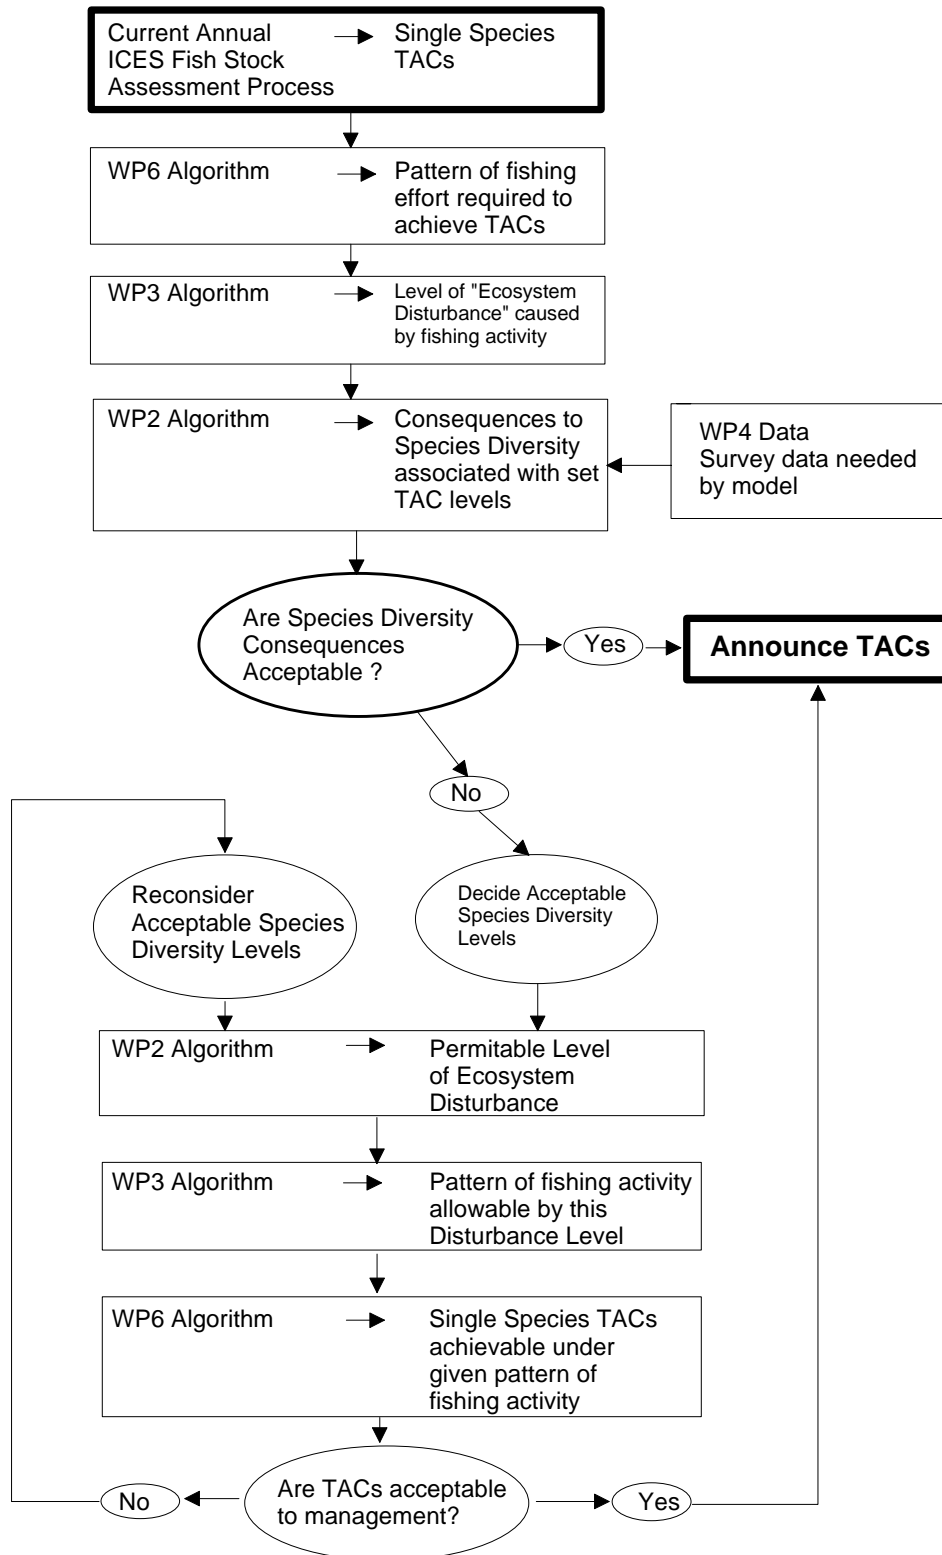 Current Annual
ICES Fish Stock
Assessment Process
Single Species
TACs
WP6 Algorithm
Pattern of fishing
effort required to
achieve TACs
WP3 Algorithm
Level of "Ecosystem
Disturbance" caused
by fishing activity
WP2 Algorithm
Consequences to
Species Diversity
associated with set
TAC levels
WP4 Data
Survey data needed
by model
Are Species Diversity
Consequences
Acceptable ?
Yes
Announce TACs
No
Reconsider
Acceptable Species
Diversity Levels
Decide Acceptable
Species Diversity
Levels
WP2 Algorithm
Permitable Level
of Ecosystem
Disturbance
WP3 Algorithm
Pattern of fishing activity
allowable by this
Disturbance Level
WP6 Algorithm
Single Species TACs
achievable under
given pattern of
fishing activity
Are TACs acceptable
to management?
No
Yes